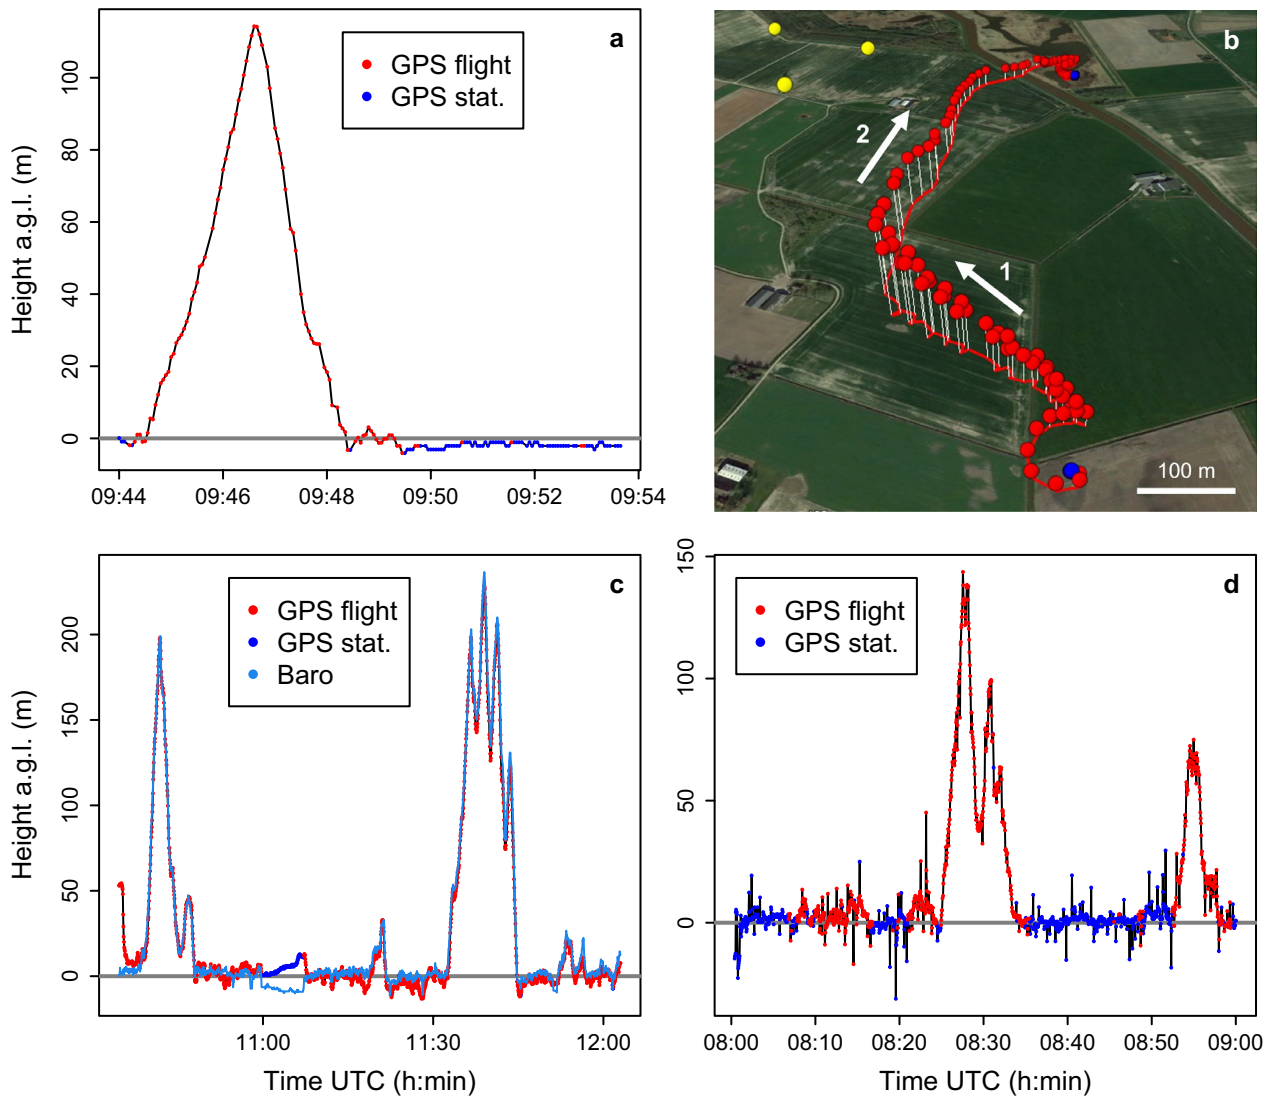 a
GPS flight
GPS stat.
Height a.g.l. (m)
100
80
60
40
20
0
09:44 09:46 09:48 09:50 09:52 09:54
b
2
1
100 m
c
GPS flight
GPS stat.
Baro
Height a.g.l. (m)
200
150
100
50
0
11:00 11:30 12:00
Time UTC (h:min)
d
GPS flight
GPS stat.
150
100
50
0
08:00 08:10 08:20 08:30 08:40 08:50 09:00
Time UTC (h:min)